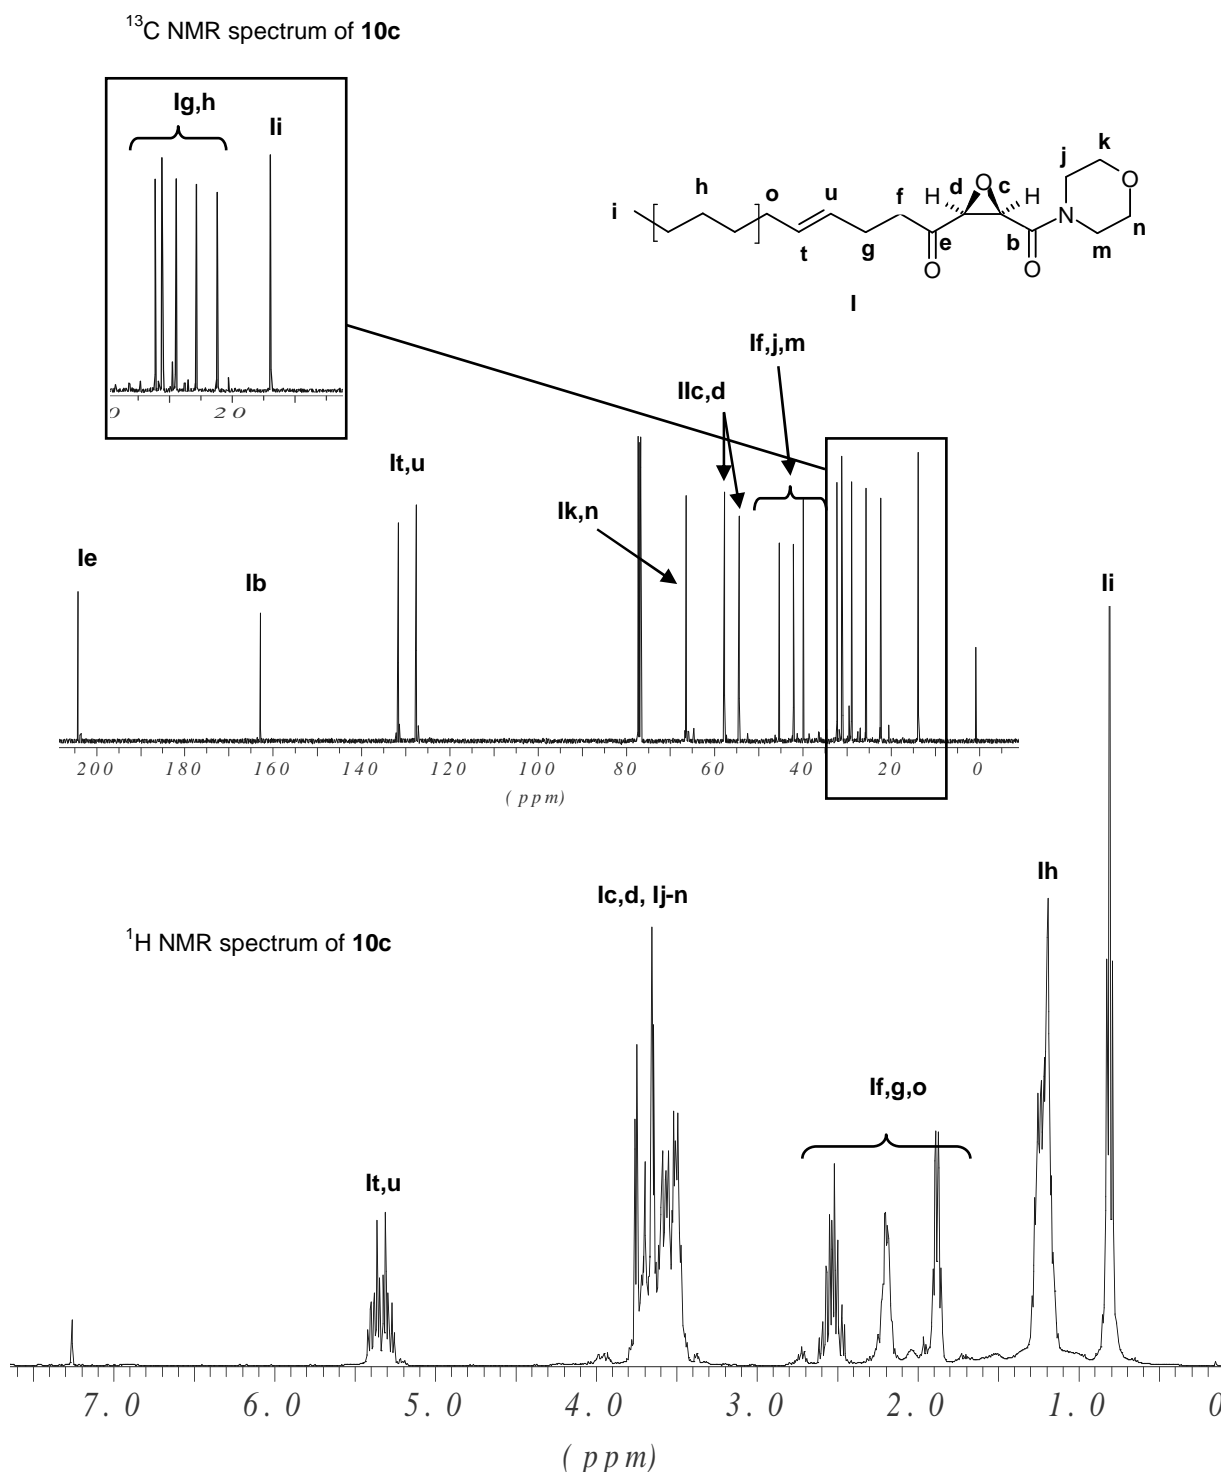 13C NMR spectrum of 10c
Ig,h
Ii
0 20
h
o
u
f
H
d
O
c
H
j
k
O
i
t
g
e
O
b
O
N
m
n
I
If,j,m
IIc,d
It,u
Ik,n
Ie
Ib
Ii
200 180 160 140 120 100 80 60 40 20 0
(ppm)
Ih
Ic,d, Ij-n
1H NMR spectrum of 10c
If,g,o
It,u
7.0 6.0 5.0 4.0 3.0 2.0 1.0 0
(ppm)